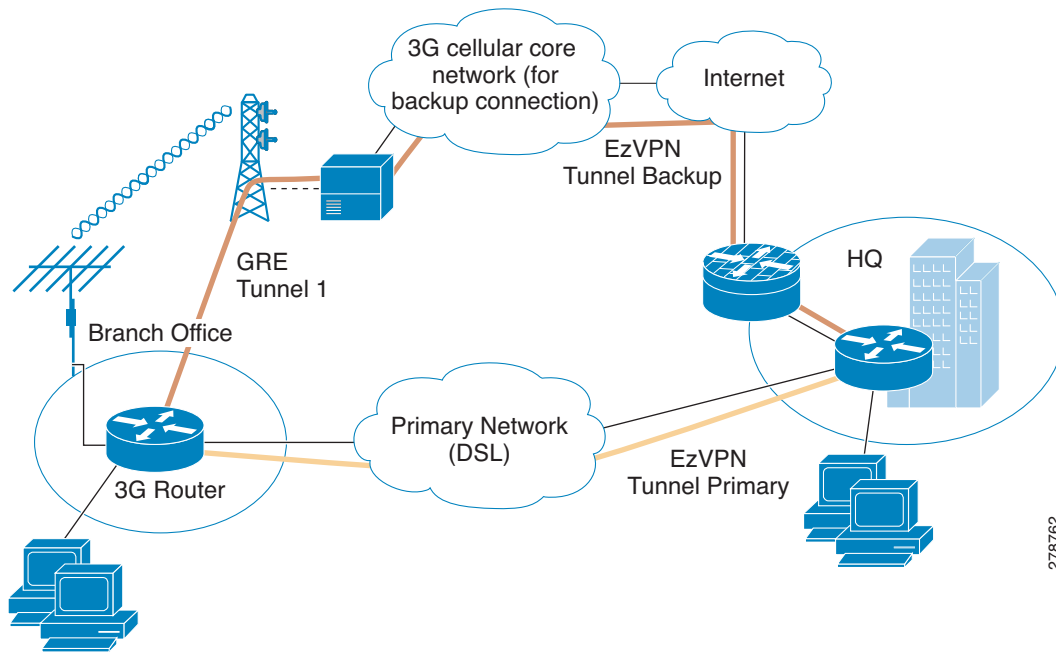 3G cellular core
network (for
backup connection)
Internet
EzVPN
Tunnel Backup
HQ
GRE
Tunnel 1
Branch Office
Primary Network
(DSL)
EzVPN
Tunnel Primary
3G Router
278762